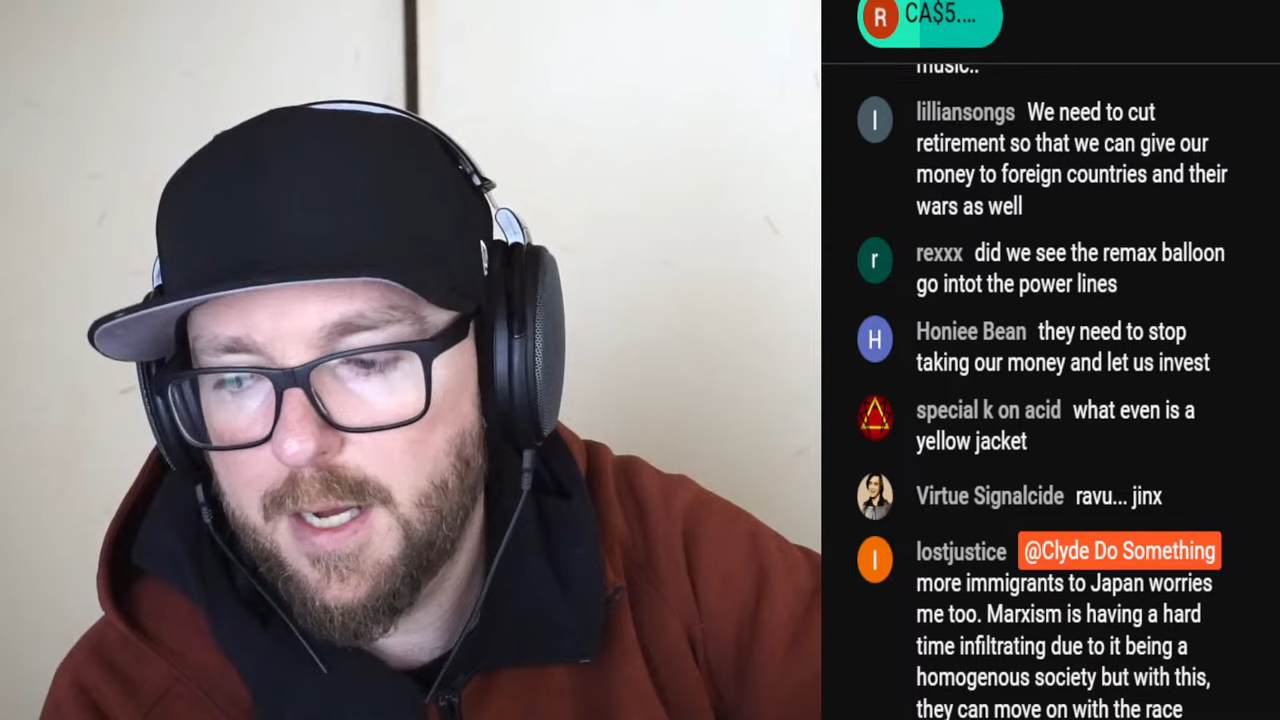 R CA$5....
music..
l lilliansongs We need to cut
retirement so that we can give our
money to foreign countries and their
wars as well
r rexxx did we see the remax balloon
go intot the power lines
H Honiee Bean they need to stop
taking our money and let us invest
special k on acid what even is a
yellow jacket
Virtue Signalcide ravu... jinx
l lostjustice @Clyde Do Something
more immigrants to Japan worries
me too. Marxism is having a hard
time infiltrating due to it being a
homogenous society but with this,
they can move on with the race